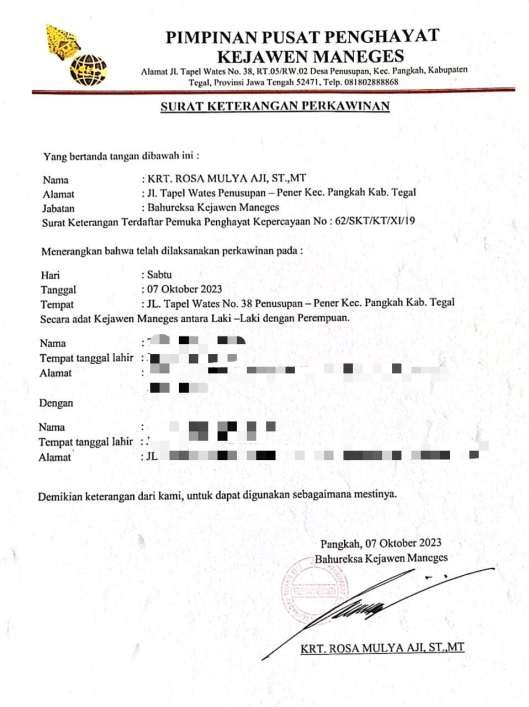 PIMPINAN PUSAT PENGHAYAT
KEJAWEN MANEGES
Alamat Jl. Tapel Wates No. 38, RT.05/RW.02 Desa Penusupan, Kec. Pangkah, Kabupaten
Tegal, Provinsi Jawa Tengah 52471, Telp. 081802888868
SURAT KETERANGAN PERKAWINAN
Yang bertanda tangan dibawah ini :
Nama : KRT. ROSA MULYA AJI, ST.,MT
Alamat : Jl. Tapel Wates Penusupan – Pener Kec. Pangkah Kab. Tegal
Jabatan : Bahureksa Kejawen Maneges
Surat Keterangan Terdaftar Pemuka Penghayat Kepercayaan No : 62/SKT/KT/XI/19
Menerangkan bahwa telah dilaksanakan perkawinan pada :
Hari : Sabtu
Tanggal : 07 Oktober 2023
Tempat : JL. Tapel Wates No. 38 Penusupan – Pener Kec. Pangkah Kab. Tegal
Secara adat Kejawen Maneges antara Laki –Laki dengan Perempuan.
Nama :
Tempat tanggal lahir :
Alamat :
Dengan
Nama :
Tempat tanggal lahir :
Alamat : JL
Demikian keterangan dari kami, untuk dapat digunakan sebagaimana mestinya.
Pangkah, 07 Oktober 2023
Bahureksa Kejawen Maneges
KRT. ROSA MULYA AJI, ST.,MT